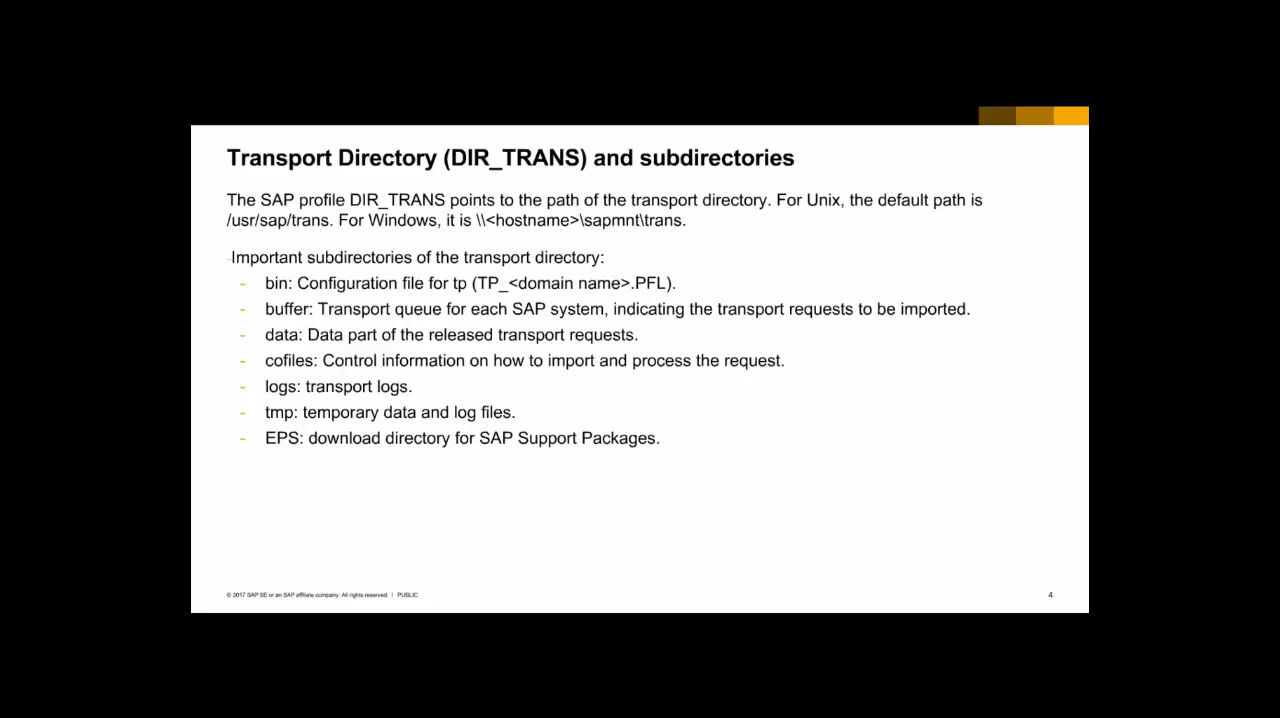 Transport Directory (DIR_TRANS) and subdirectories
The SAP profile DIR_TRANS points to the path of the transport directory. For Unix, the default path is
/usr/sap/trans. For Windows, it is \\<hostname>\sapmnt\trans.
-Important subdirectories of the transport directory:
- bin: Configuration file for tp (TP_<domain name>.PFL).
- buffer: Transport queue for each SAP system, indicating the transport requests to be imported.
- data: Data part of the released transport requests.
- cofiles: Control information on how to import and process the request.
- logs: transport logs.
- tmp: temporary data and log files.
- EPS: download directory for SAP Support Packages.
© 2017 SAP SE or an SAP affiliate company. All rights reserved. | PUBLIC
4